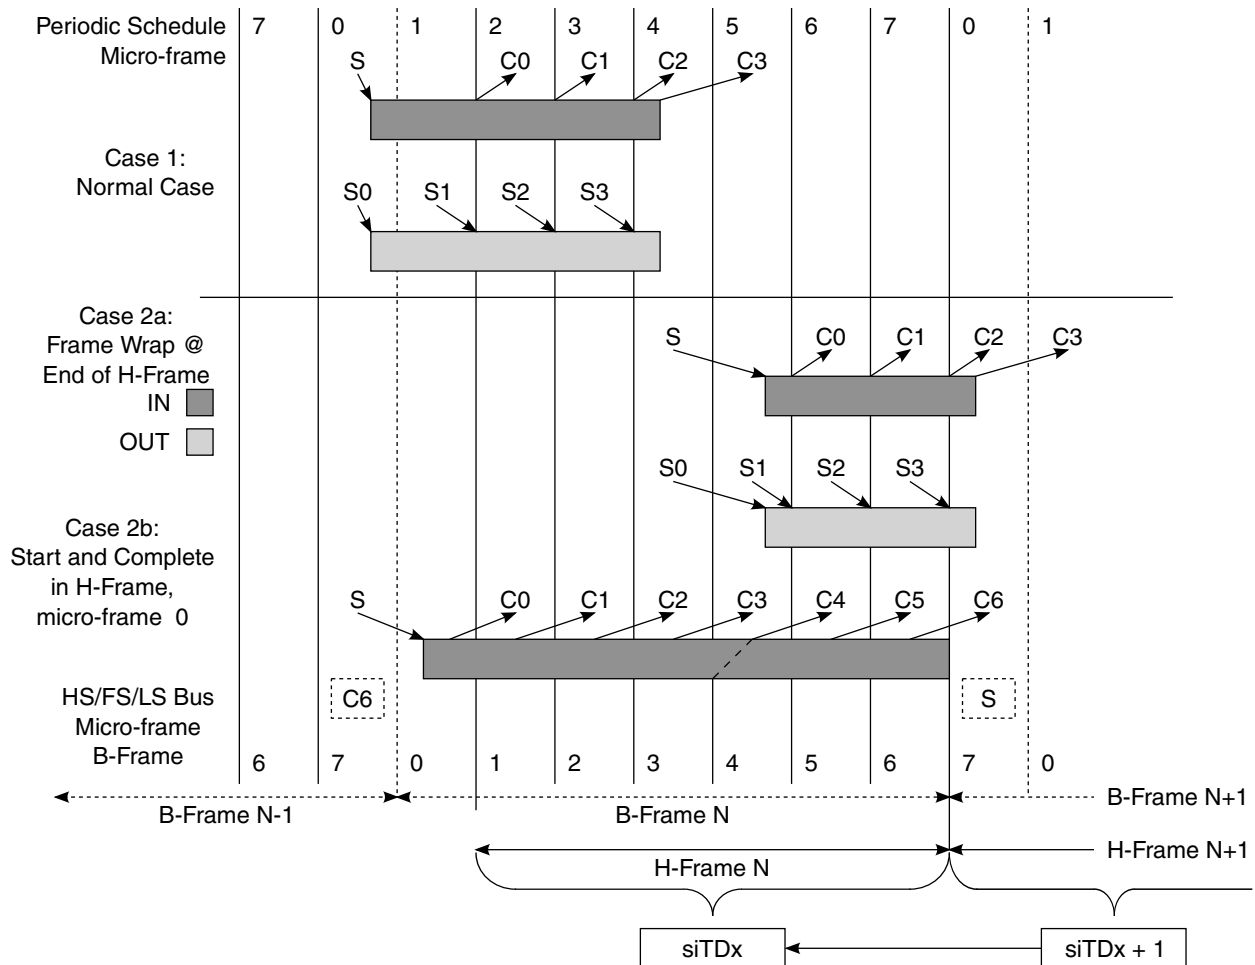 Periodic Schedule
Micro-frame
7 0 1 2 3 4 5 6 7 0 1
S C0 C1 C2 C3
Case 1:
Normal Case
S0 S1 S2 S3
Case 2a:
Frame Wrap @
End of H-Frame
S C0 C1 C2 C3
IN
OUT
S0 S1 S2 S3
Case 2b:
Start and Complete
in H-Frame,
micro-frame 0
S C0 C1 C2 C3 C4 C5 C6
HS/FS/LS Bus
Micro-frame
B-Frame
C6 S
6 7 0 1 2 3 4 5 6 7 0
B-Frame N-1 B-Frame N B-Frame N+1
H-Frame N H-Frame N+1
siTDx siTDx + 1